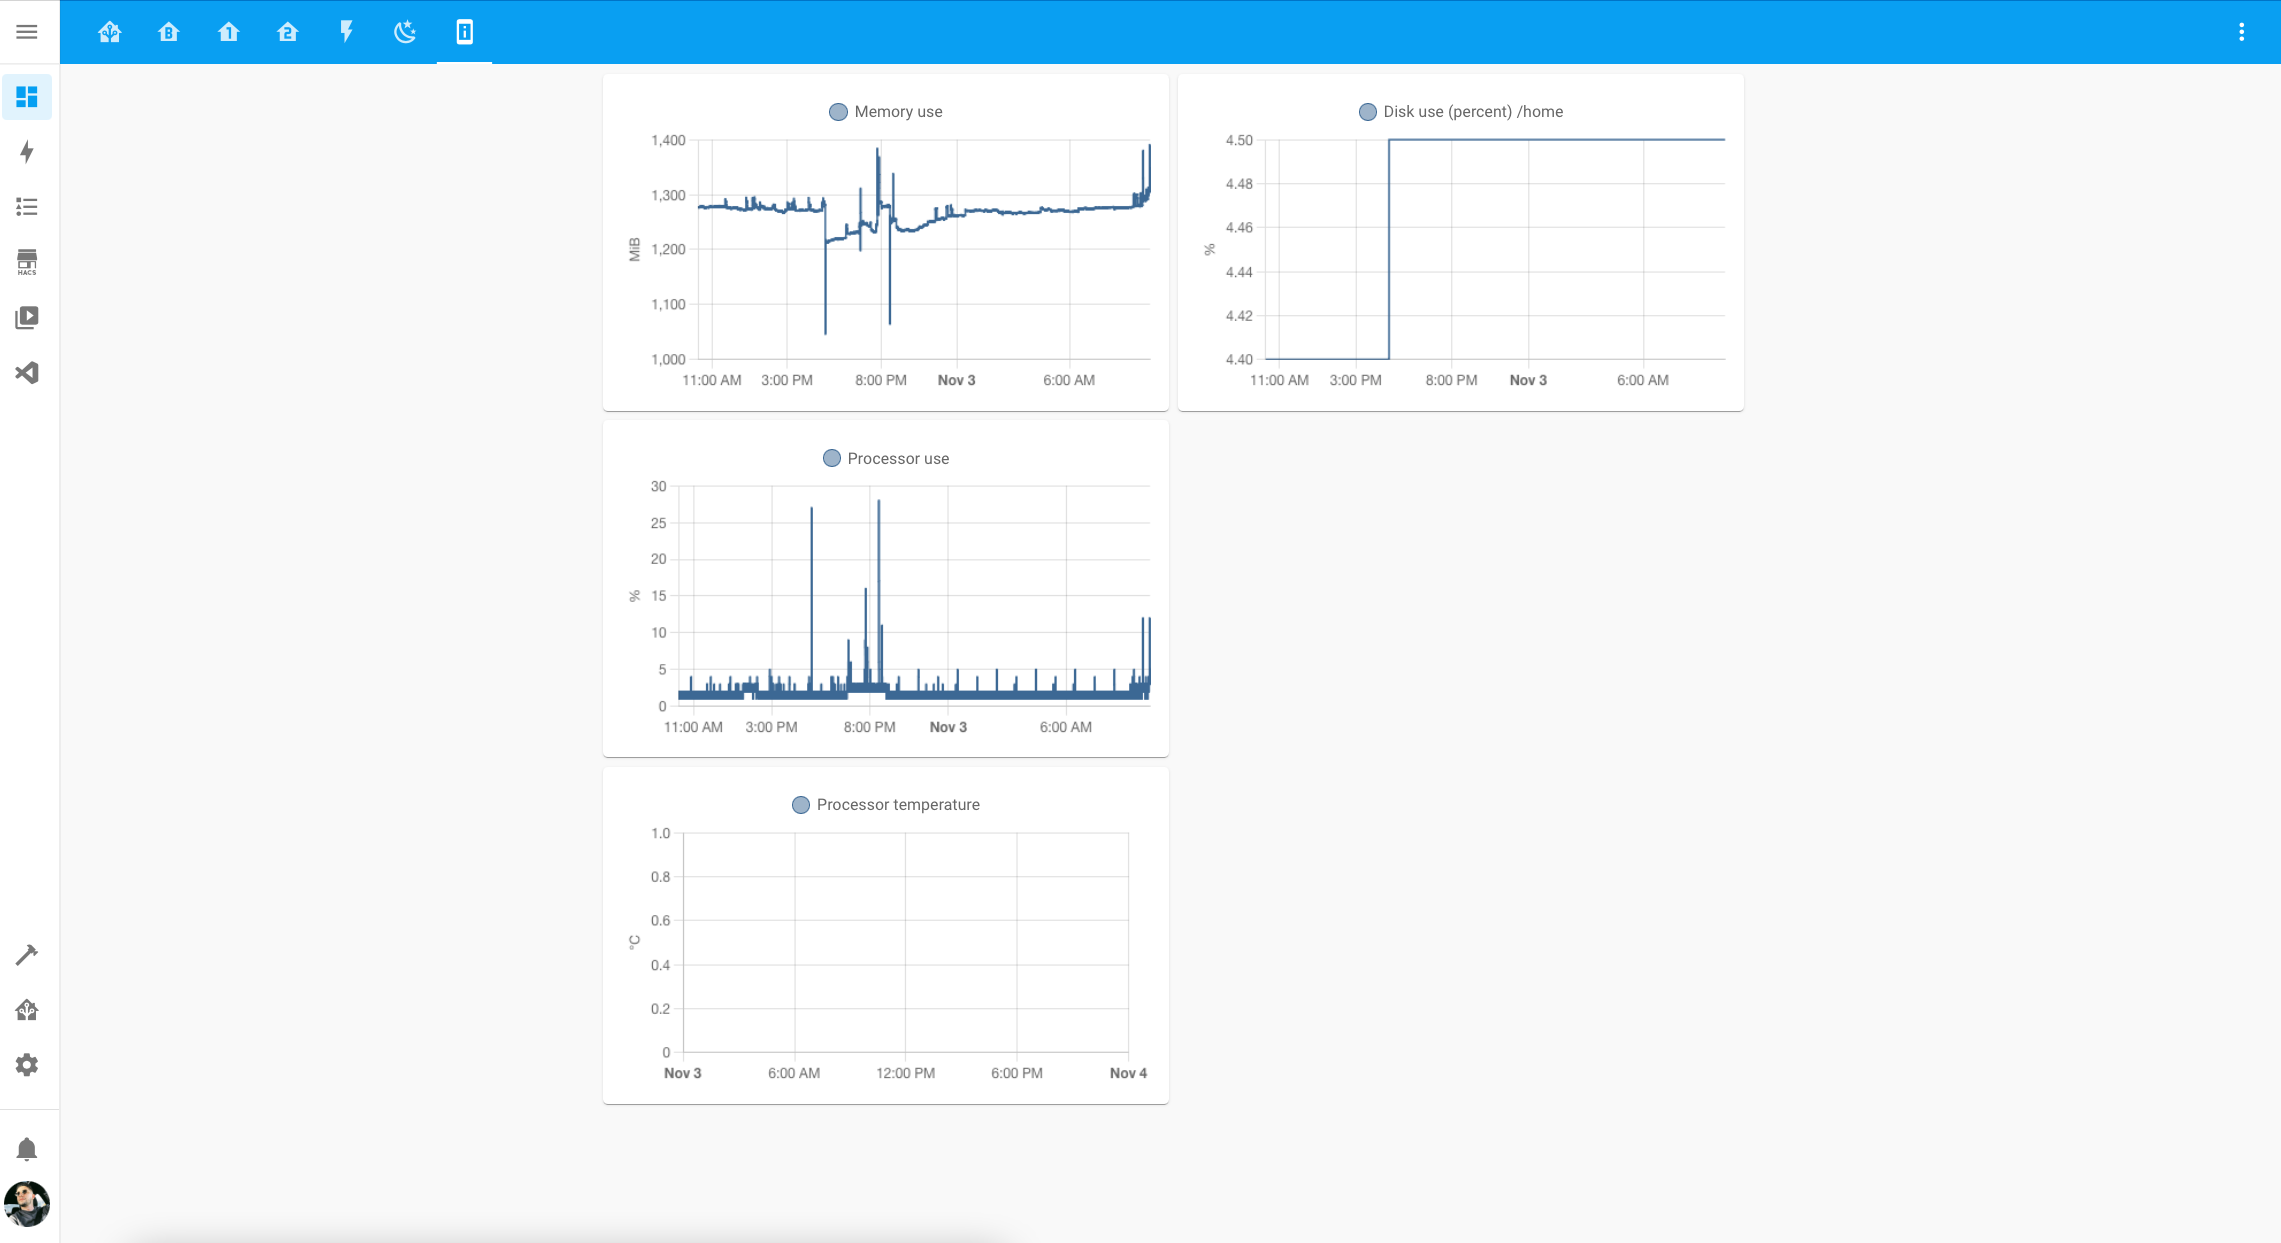 B
1
2
HACS
Memory use
1,400
1,300
1,200
1,100
1,000
MiB
11:00 AM 3:00 PM 8:00 PM Nov 3 6:00 AM
Disk use (percent) /home
4.50
4.48
4.46
4.44
4.42
4.40
%
11:00 AM 3:00 PM 8:00 PM Nov 3 6:00 AM
Processor use
30
25
20
15
10
5
0
%
11:00 AM 3:00 PM 8:00 PM Nov 3 6:00 AM
Processor temperature
1.0
0.8
0.6
0.4
0.2
0
°C
Nov 3 6:00 AM 12:00 PM 6:00 PM Nov 4